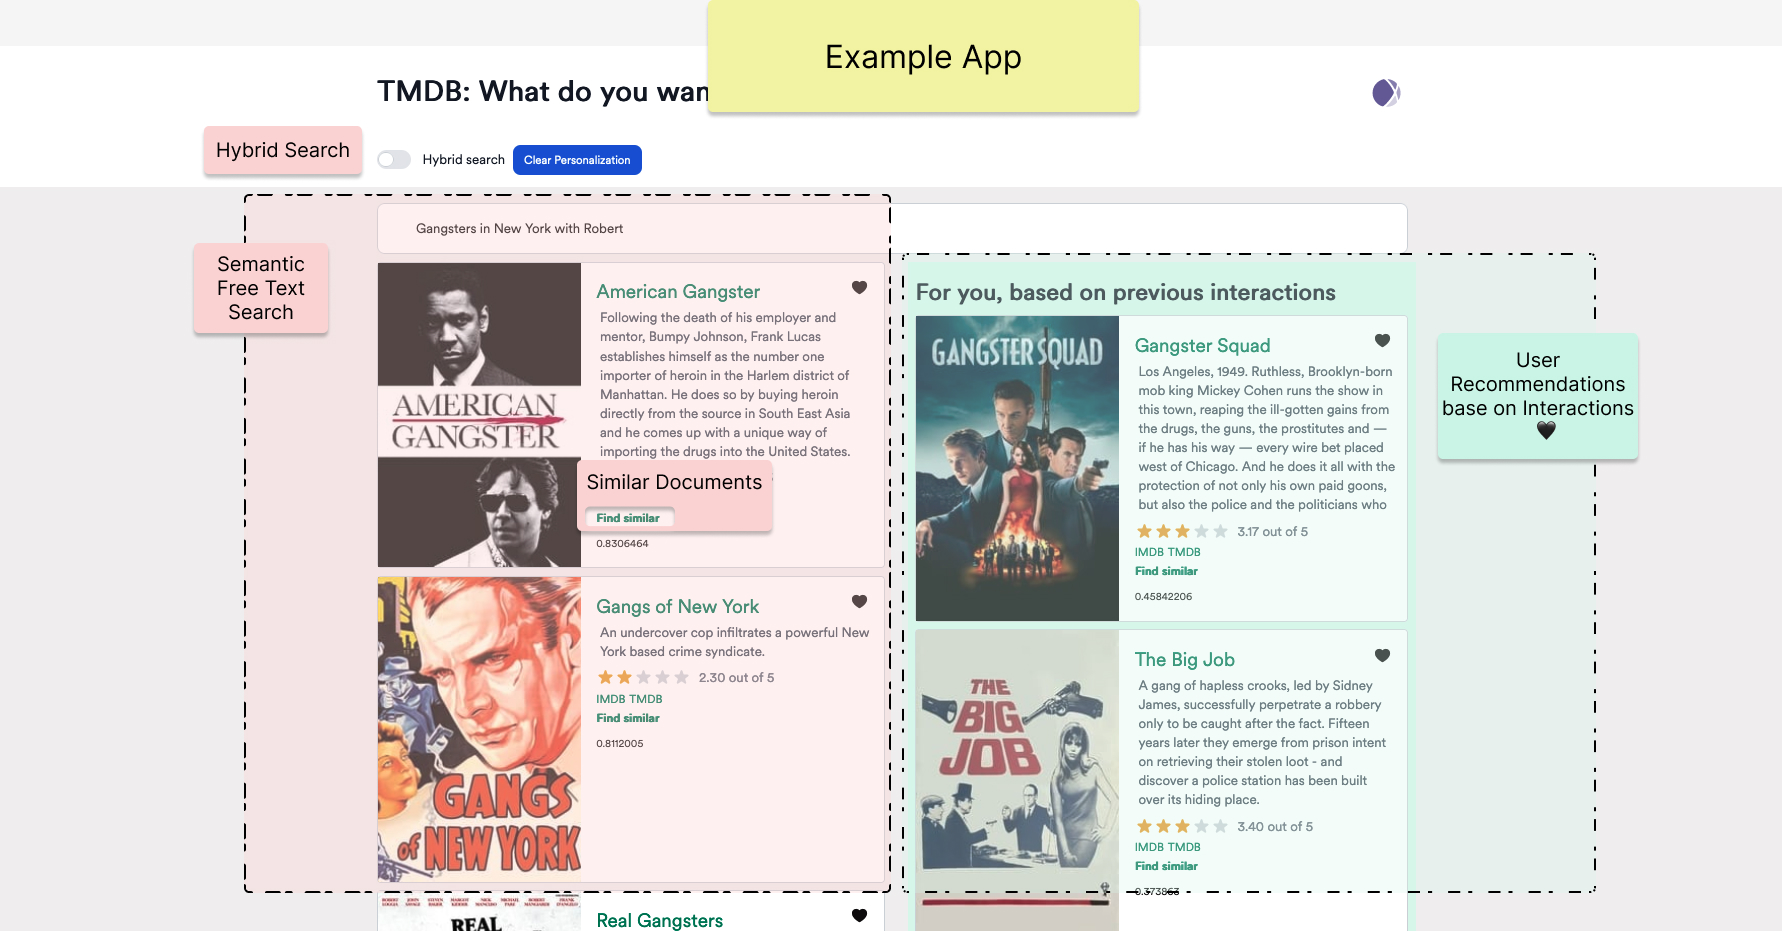 Example App
TMDB: What do you wan
Hybrid Search
Hybrid search
Clear Personalization
Gangsters in New York with Robert
Semantic
Free Text
Search
American Gangster
Following the death of his employer and
mentor, Bumpy Johnson, Frank Lucas
establishes himself as the number one
importer of heroin in the Harlem district of
Manhattan. He does so by buying heroin
directly from the source in South East Asia
and he comes up with a unique way of
importing the drugs into the United States.
AMERICAN
GANGSTER
Similar Documents
Find similar
0.8306464
Gangs of New York
An undercover cop infiltrates a powerful New
York based crime syndicate.
2.30 out of 5
IMDB TMDB
Find similar
0.8112005
GANGS
of NEW YORK
Real Gangsters
REAL
For you, based on previous interactions
GANGSTER SQUAD
Gangster Squad
Los Angeles, 1949. Ruthless, Brooklyn-born
mob king Mickey Cohen runs the show in
this town, reaping the ill-gotten gains from
the drugs, the guns, the prostitutes and —
if he has his way — every wire bet placed
west of Chicago. And he does it all with the
protection of not only his own paid goons,
but also the police and the politicians who
3.17 out of 5
IMDB TMDB
Find similar
0.45842206
User
Recommendations
base on Interactions
🖤
THE
BIG
JOB
The Big Job
A gang of hapless crooks, led by Sidney
James, successfully perpetrate a robbery
only to be caught after the fact. Fifteen
years later they emerge from prison intent
on retrieving their stolen loot - and
discover a police station has been built
over its hiding place.
3.40 out of 5
IMDB TMDB
Find similar
0.373863